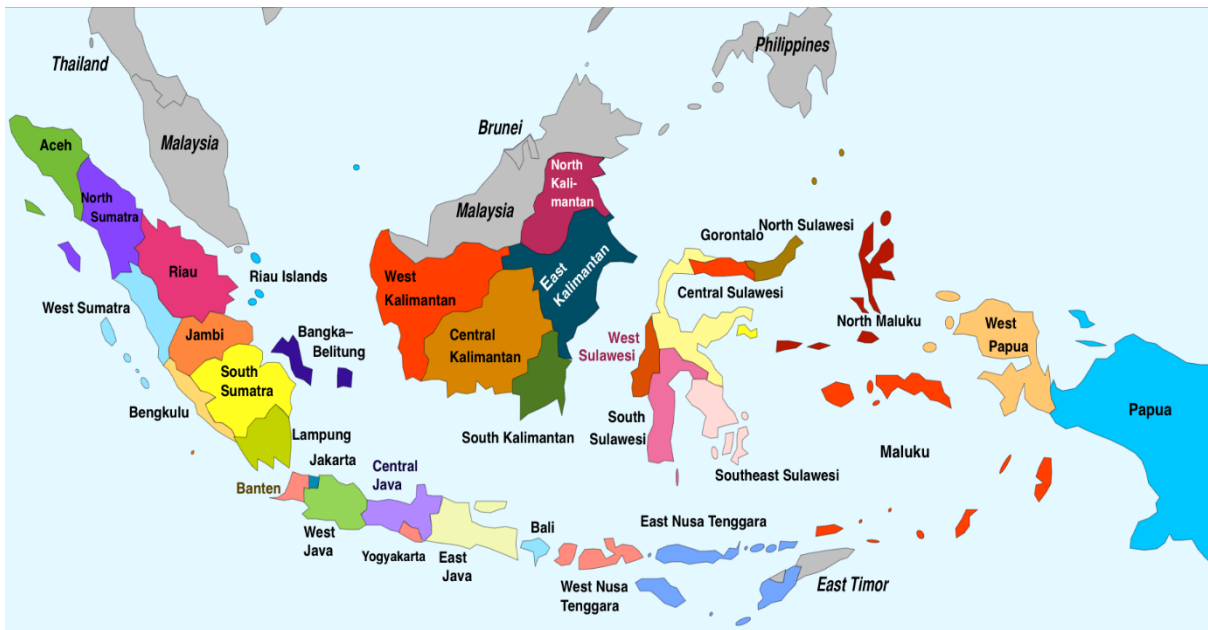 Philippines
Thailand
Brunei
Malaysia
Aceh
North
Sumatra
North
Kali-
mantan
Malaysia
North Sulawesi
Gorontalo
Riau
Riau Islands
West
Kalimantan
East
Kalimantan
Central Sulawesi
West Sumatra
North Maluku
Jambi
Bangka–
Belitung
Central
Kalimantan
West
Sulawesi
West
Papua
South
Sumatra
Bengkulu
Papua
South
Sulawesi
Lampung
South Kalimantan
Maluku
Jakarta
Central
Java
Southeast Sulawesi
Banten
Bali
East Nusa Tenggara
West
Java
Yogyakarta
East
Java
West Nusa
Tenggara
East Timor